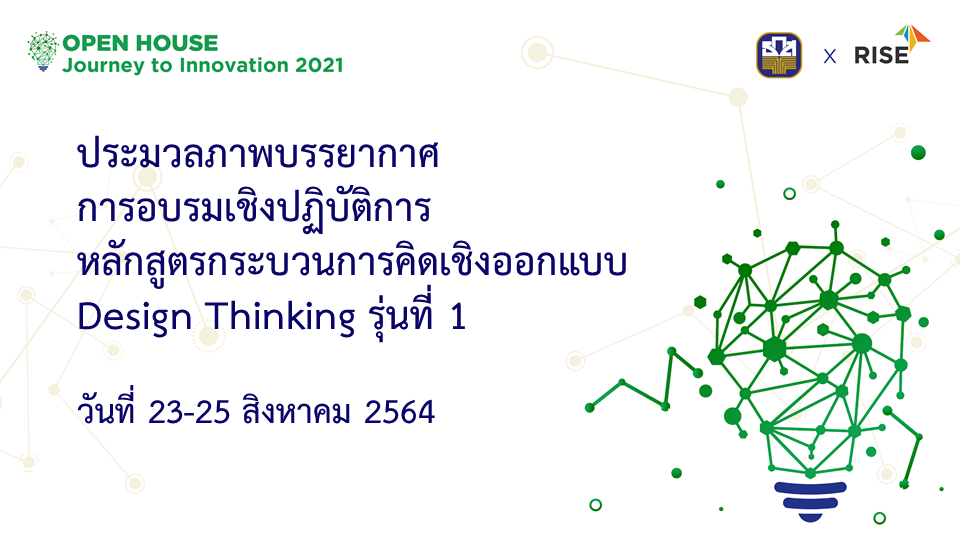 OPEN HOUSE
Journey to Innovation 2021
X RISE
ประมวลภาพบรรยากาศ
การอบรมเชิงปฏิบัติการ
หลักสูตรกระบวนการคิดเชิงออกแบบ
Design Thinking รุ่นที่ 1
วันที่ 23-25 สิงหาคม 2564